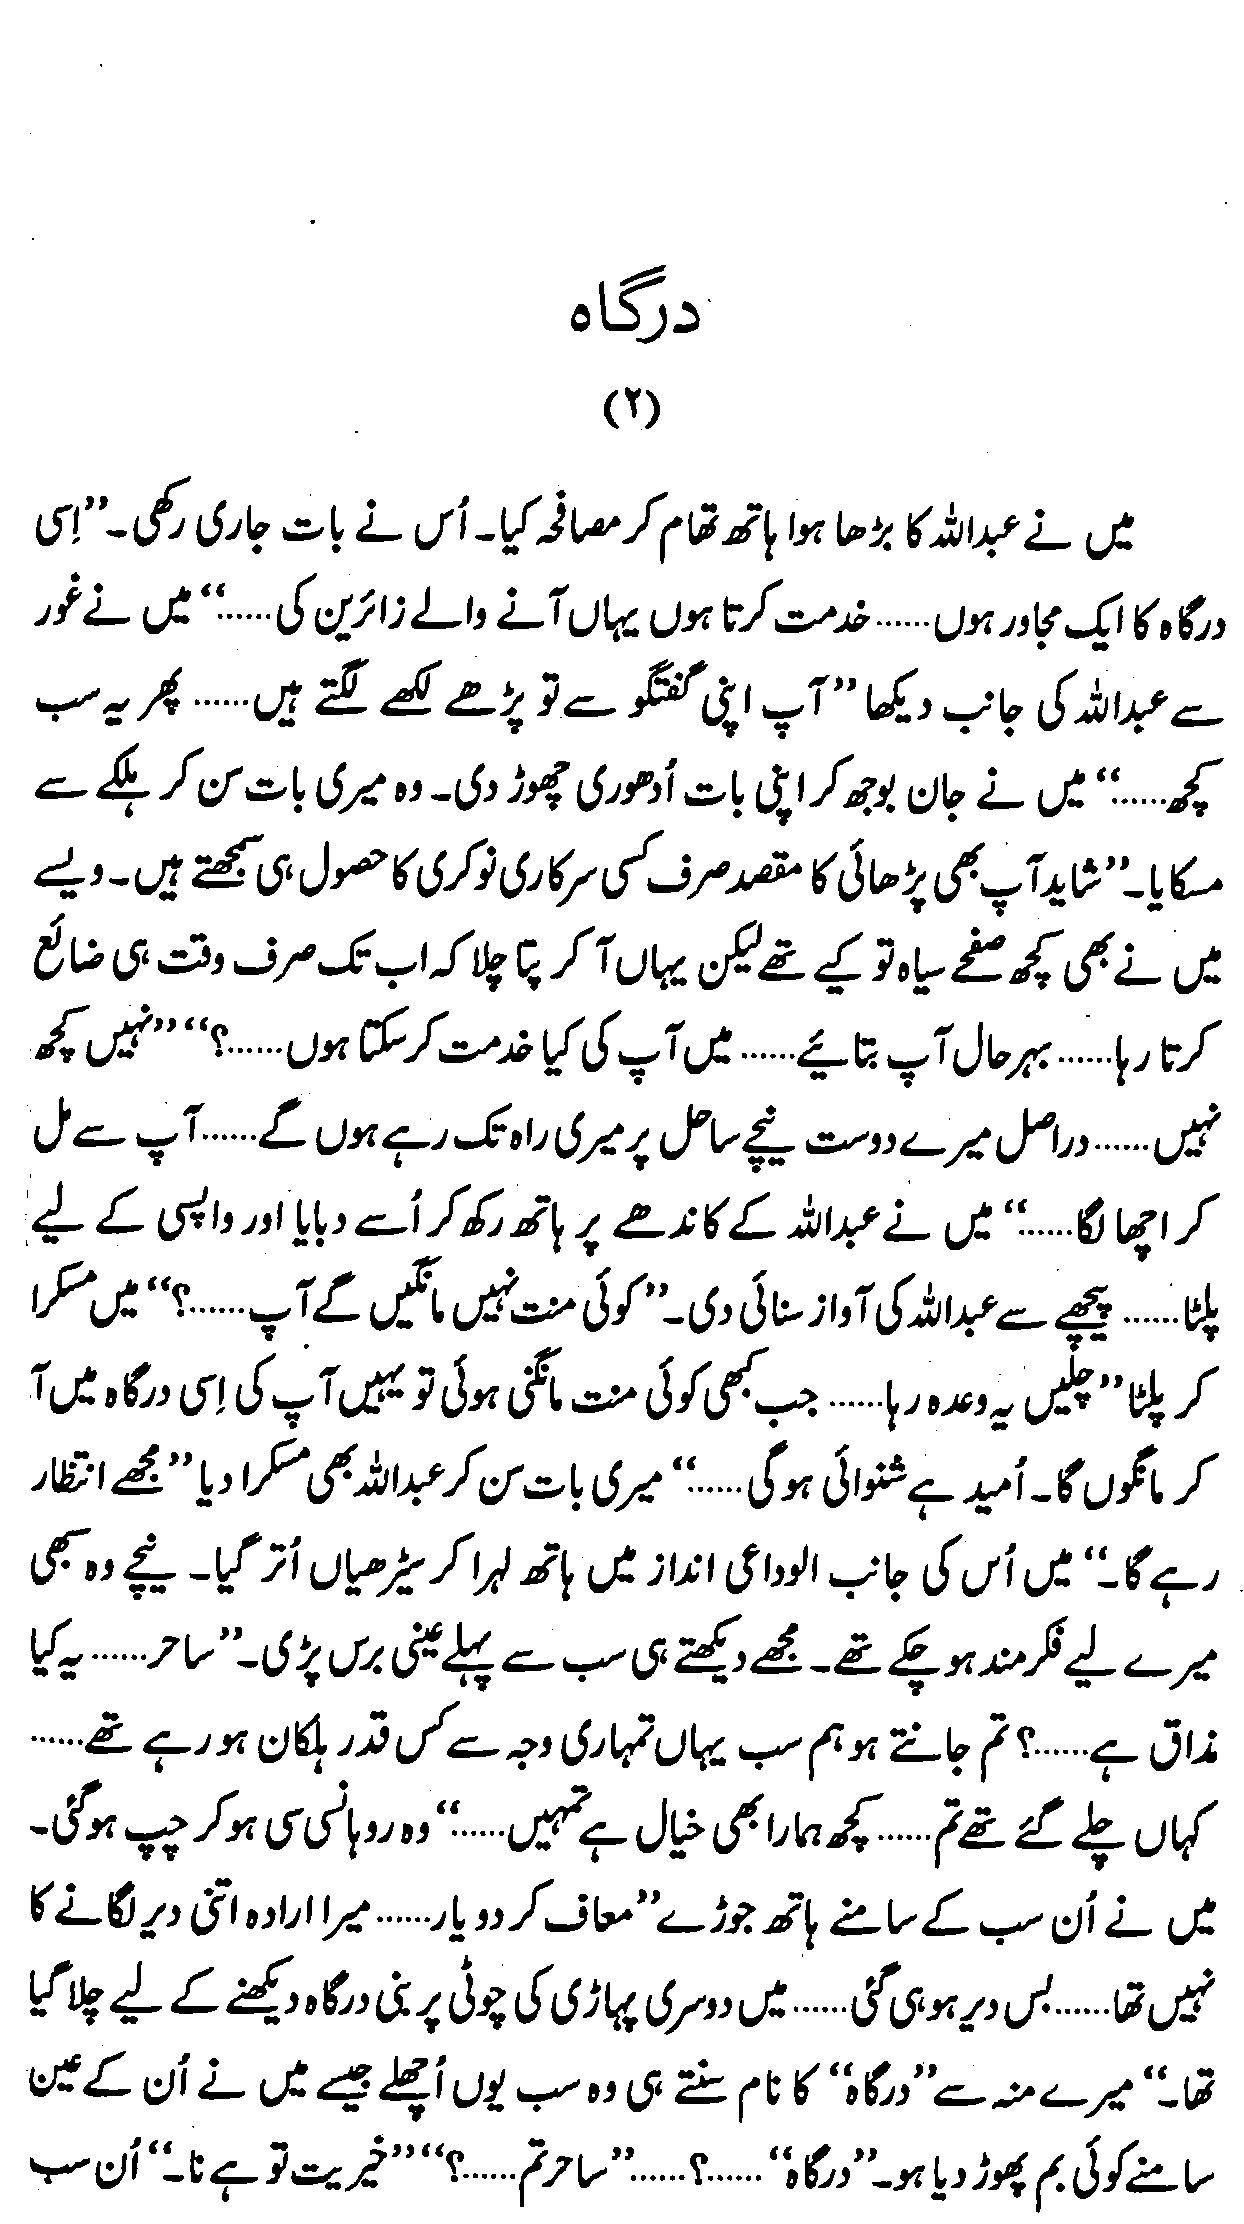 درگاہ
(۲)
میں نے عبداللہ کا بڑھا ہوا ہاتھ تھام کر مصافحہ کیا۔ اُس نے بات جاری رکھی۔ ”اِسی
درگاہ کا ایک مجاور ہوں...... خدمت کرتا ہوں یہاں آنے والے زائرین کی......“ میں نے غور
سے عبداللہ کی جانب دیکھا ”آپ اپنی گفتگو سے تو پڑھے لکھے لگتے ہیں...... پھر یہ سب
کچھ......“ میں نے جان بوجھ کر اپنی بات اُدھوری چھوڑ دی۔ وہ میری بات سن کر ہلکے سے
مسکایا۔ ”شاید آپ بھی پڑھائی کا مقصد صرف کسی سرکاری نوکری کا حصول ہی سمجھتے ہیں۔ ویسے
میں نے بھی کچھ صفحے سیاہ تو کیے تھے لیکن یہاں آ کر پتا چلا کہ اب تک صرف وقت ہی ضائع
کرتا رہا...... بہرحال آپ بتائیے...... میں آپ کی کیا خدمت کر سکتا ہوں......؟“ ”نہیں کچھ
نہیں...... دراصل میرے دوست نیچے ساحل پر میری راہ تک رہے ہوں گے...... آپ سے مل
کر اچھا لگا......“ میں نے عبداللہ کے کاندھے پر ہاتھ رکھ کر اُسے دبایا اور واپسی کے لیے
پلٹا...... پیچھے سے عبداللہ کی آواز سنائی دی۔ ”کوئی منت نہیں مانگیں گے آپ......؟“ میں مسکرا
کر پلٹا ”چلیں یہ وعدہ رہا...... جب کبھی کوئی منت مانگنی ہوئی تو یہیں آپ کی اِسی درگاہ میں آ
کر مانگوں گا۔ اُمید ہے شنوائی ہو گی......“ میری بات سن کر عبداللہ بھی مسکرا دیا ”مجھے انتظار
رہے گا۔“ میں اُس کی جانب الوداعی انداز میں ہاتھ لہرا کر سیڑھیاں اُتر گیا۔ نیچے وہ سبھی
میرے لیے فکرمند ہو چکے تھے۔ مجھے دیکھتے ہی سب سے پہلے عینی برس پڑی۔ ”ساحر...... یہ کیا
مذاق ہے......؟ تم جانتے ہو ہم سب یہاں تمہاری وجہ سے کس قدر ہلکان ہو رہے تھے......
کہاں چلے گئے تھے تم...... کچھ ہمارا بھی خیال ہے تمہیں......“ وہ روہانسی سی ہو کر چپ ہو گئی۔
میں نے اُن سب کے سامنے ہاتھ جوڑے ”معاف کر دو یار...... میرا ارادہ اتنی دیر لگانے کا
نہیں تھا...... بس دیر ہو ہی گئی...... میں دوسری پہاڑی کی چوٹی پر بنی درگاہ دیکھنے کے لیے چلا گیا
تھا۔“ میرے منہ سے ”درگاہ“ کا نام سنتے ہی وہ سب یوں اُچھلے جیسے میں نے اُن کے عین
سامنے کوئی بم پھوڑ دیا ہو۔ ”درگاہ“......؟...... ”ساحر تم......؟“ ”خیریت تو ہے نا۔“ اُن سب